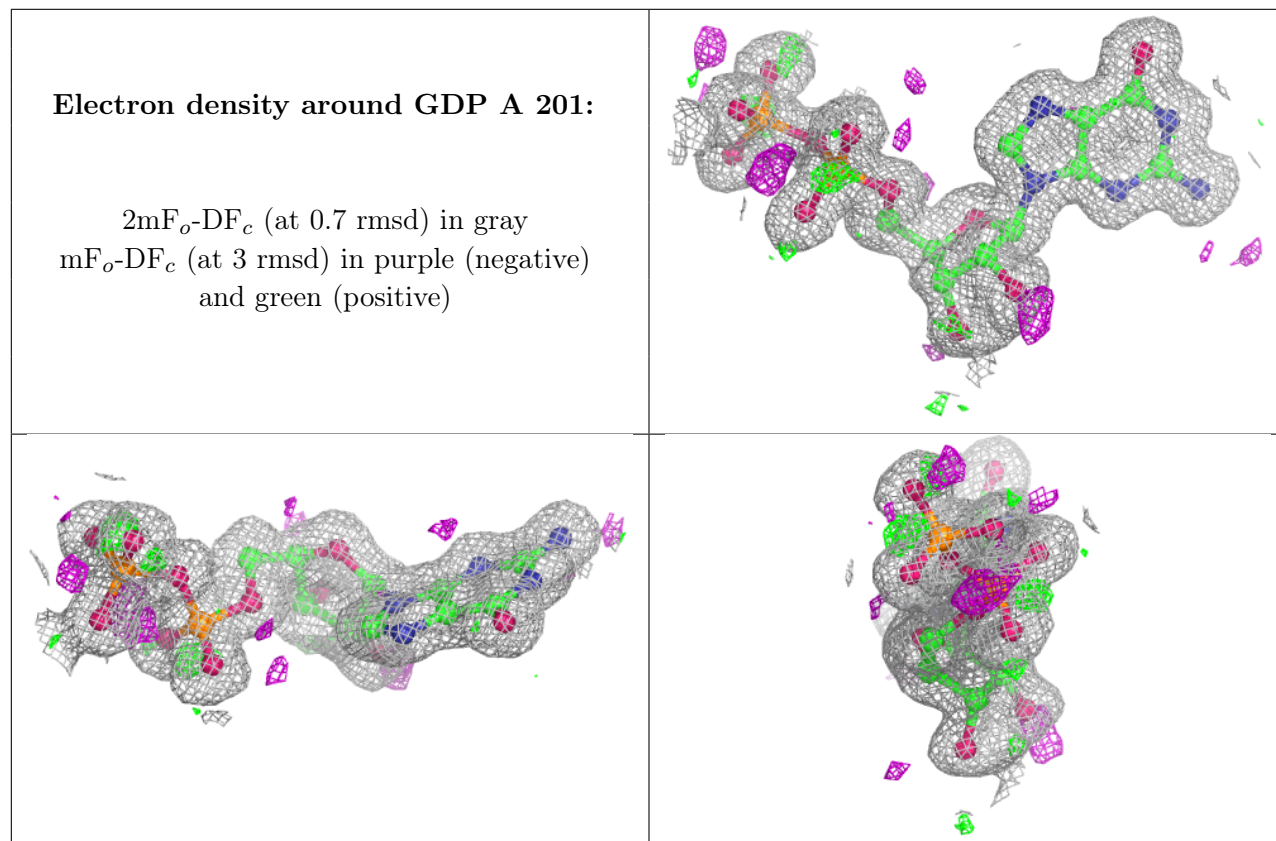 Electron density around GDP A 201:
2mFo-DFc (at 0.7 rmsd) in gray
mFo-DFc (at 3 rmsd) in purple (negative)
and green (positive)